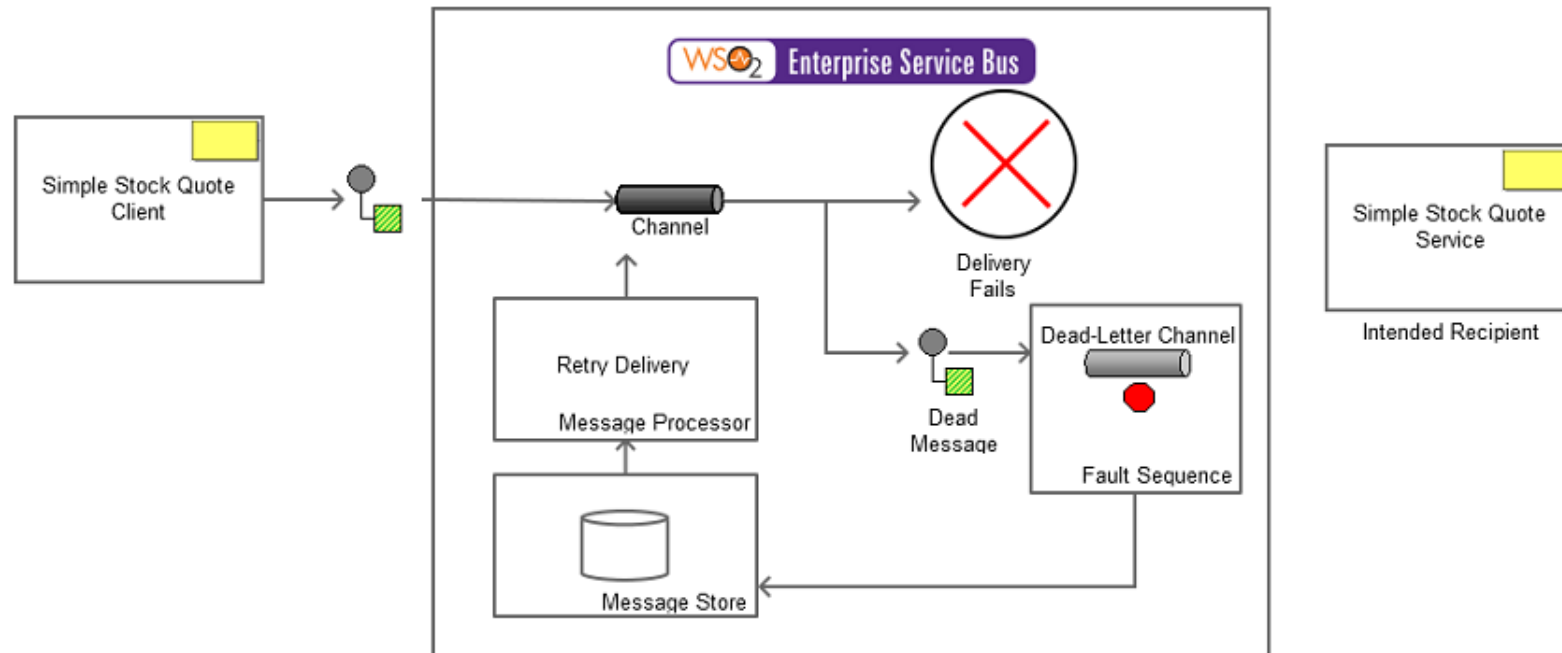 WSO2 Enterprise Service Bus
Simple Stock Quote
Client
Channel
Delivery
Fails
Simple Stock Quote
Service
Intended Recipient
Retry Delivery
Message Processor
Dead
Message
Dead-Letter Channel
Fault Sequence
Message Store